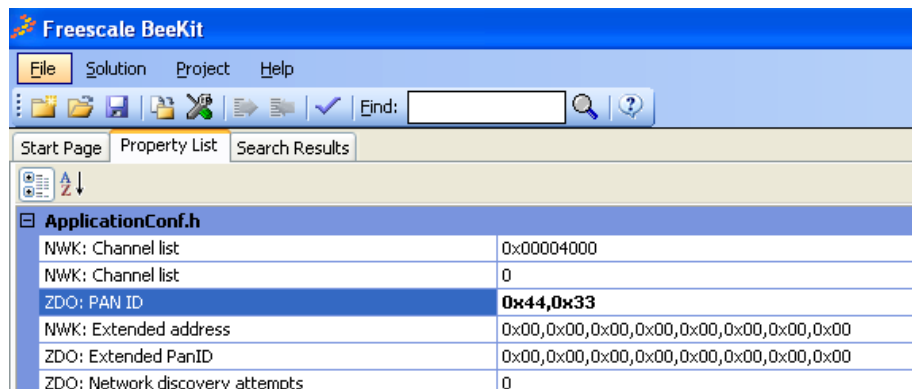 Freescale BeeKit
File Solution Project Help
Find:
Start Page Property List Search Results
ApplicationConf.h
NWK: Channel list 0x00004000
NWK: Channel list 0
ZDO: PAN ID 0x44,0x33
NWK: Extended address 0x00,0x00,0x00,0x00,0x00,0x00,0x00,0x00
ZDO: Extended PanID 0x00,0x00,0x00,0x00,0x00,0x00,0x00,0x00
ZDO: Network discovery attempts 0